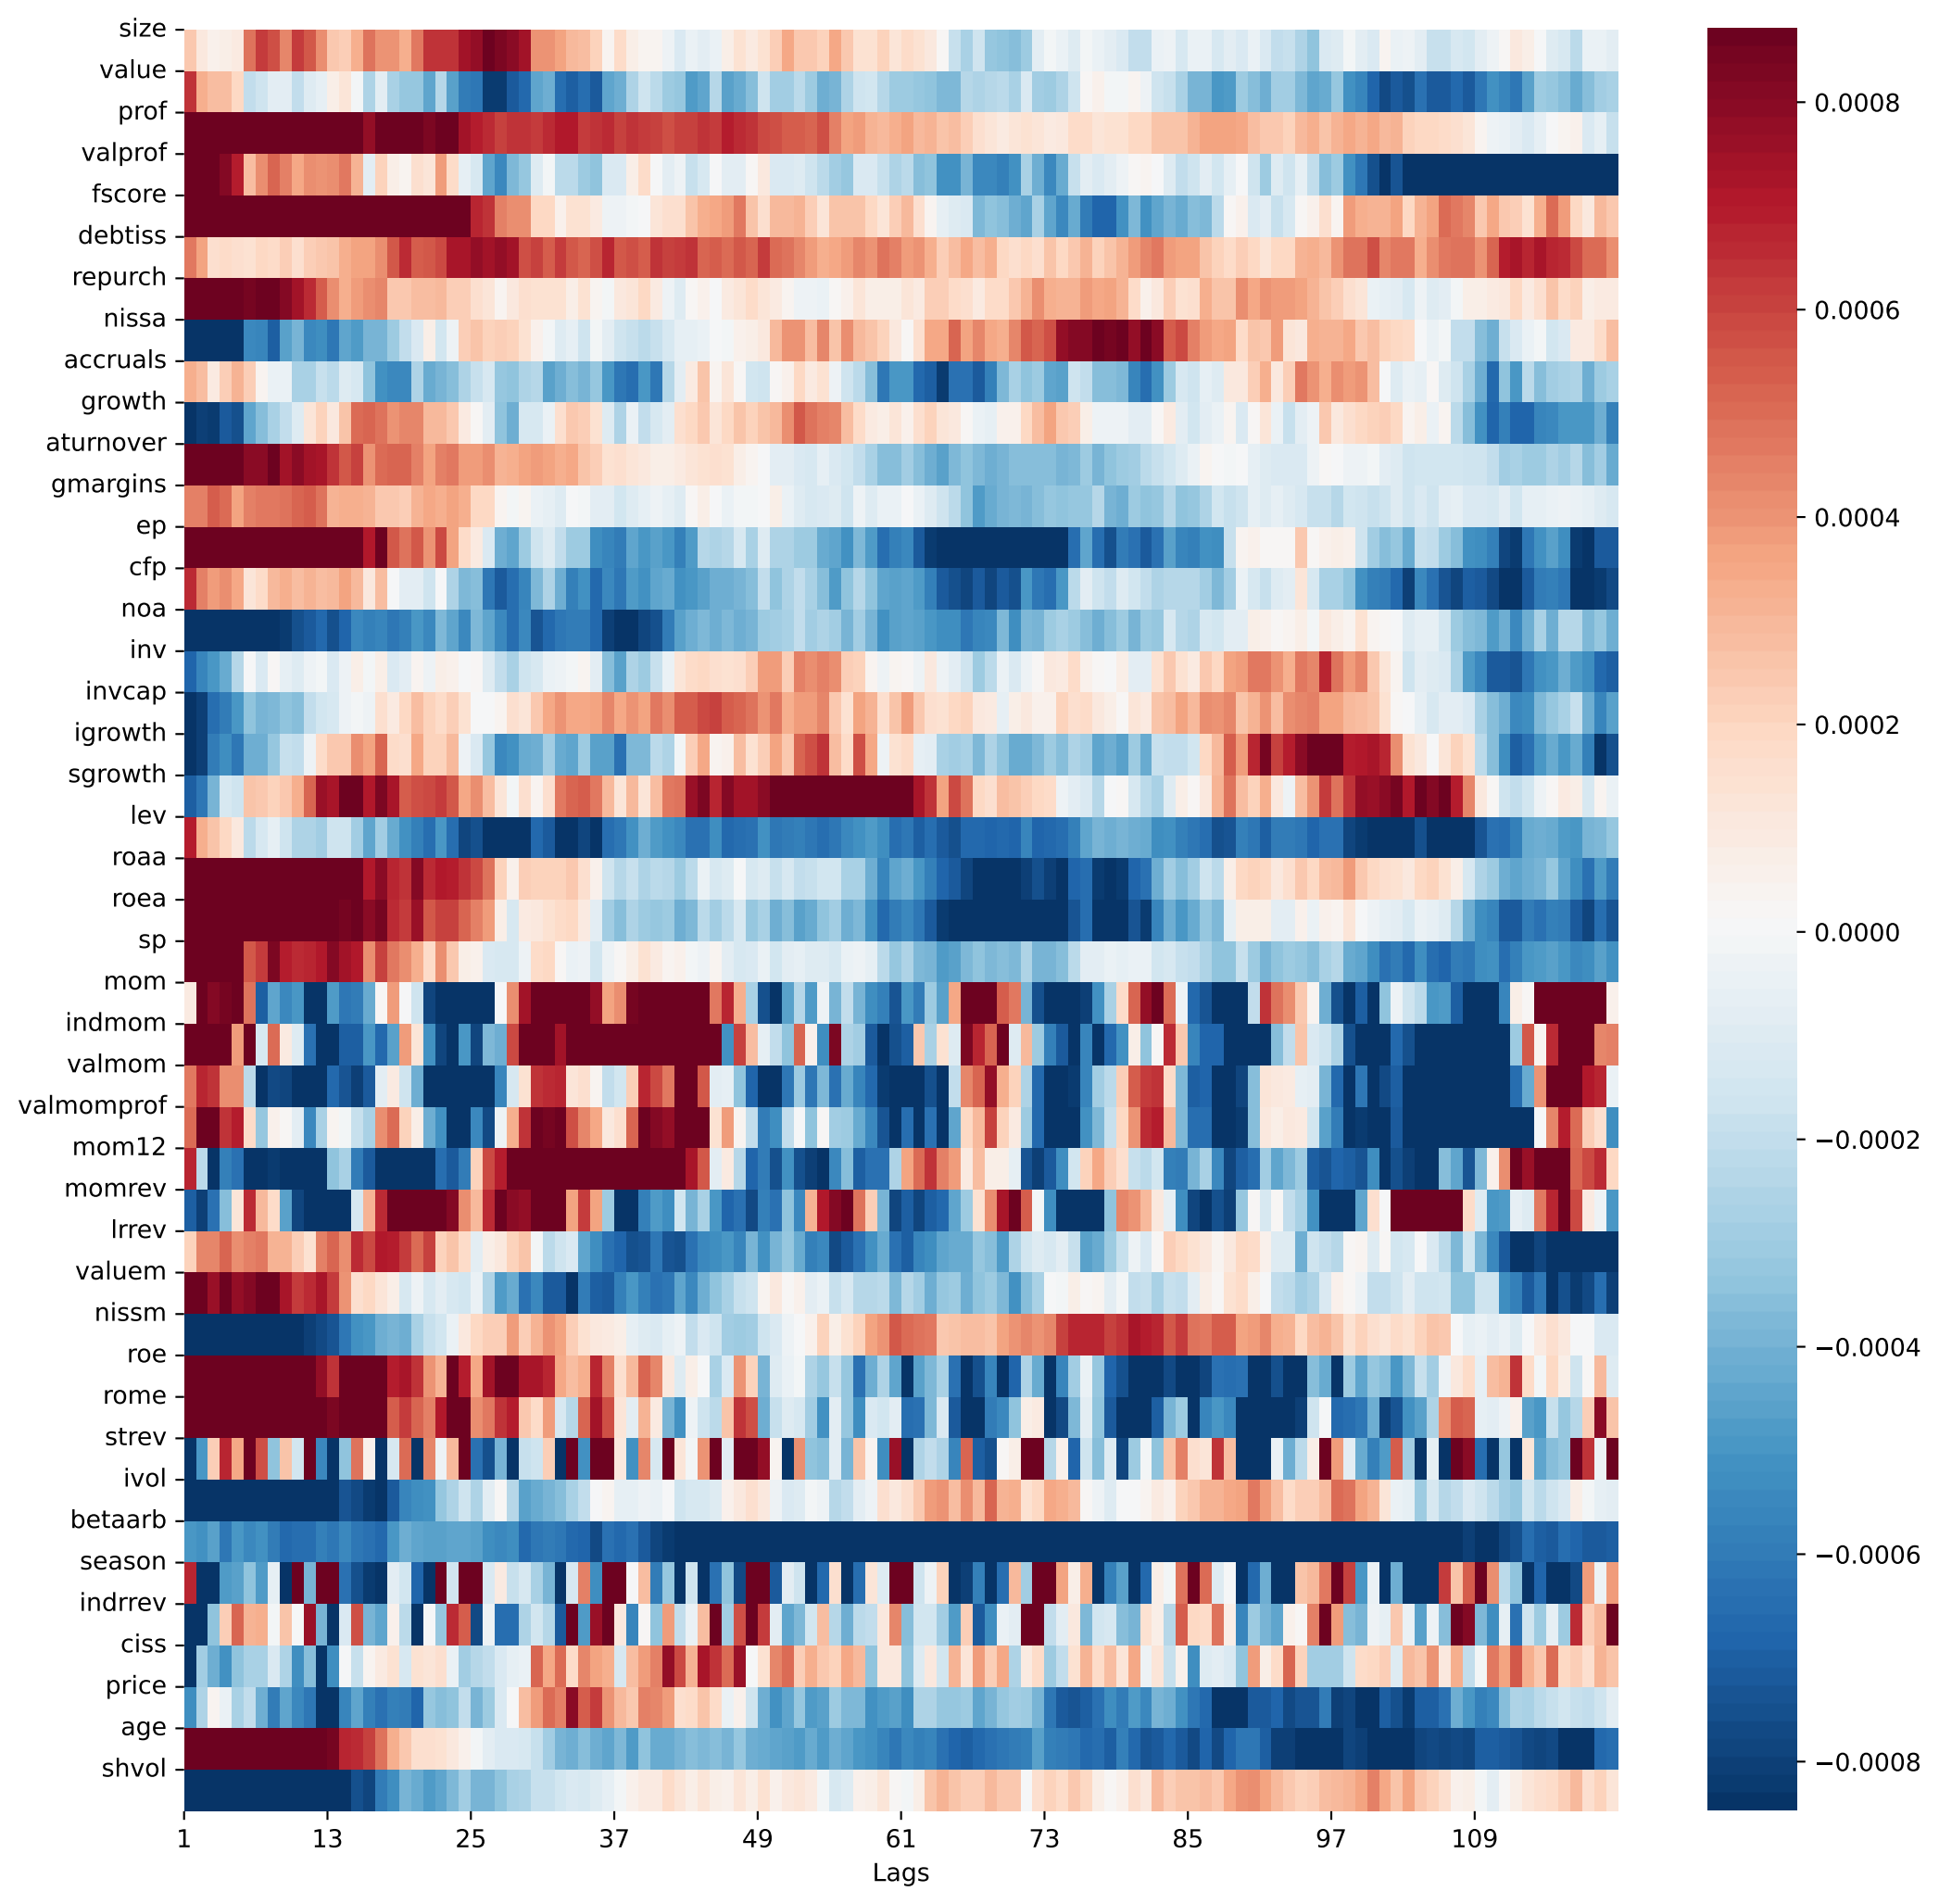 size
value
prof
valprof
fscore
debtiss
repurch
nissa
accruals
growth
aturnover
gmargins
ep
cfp
noa
inv
invcap
igrowth
sgrowth
lev
roaa
roea
sp
mom
indmom
valmom
valmomprof
mom12
momrev
lrrev
valuem
nissm
roe
rome
strev
ivol
betaarb
season
indrrev
ciss
price
age
shvol
1 13 25 37 49 61 73 85 97 109
Lags
0.0008
0.0006
0.0004
0.0002
0.0000
−0.0002
−0.0004
−0.0006
−0.0008